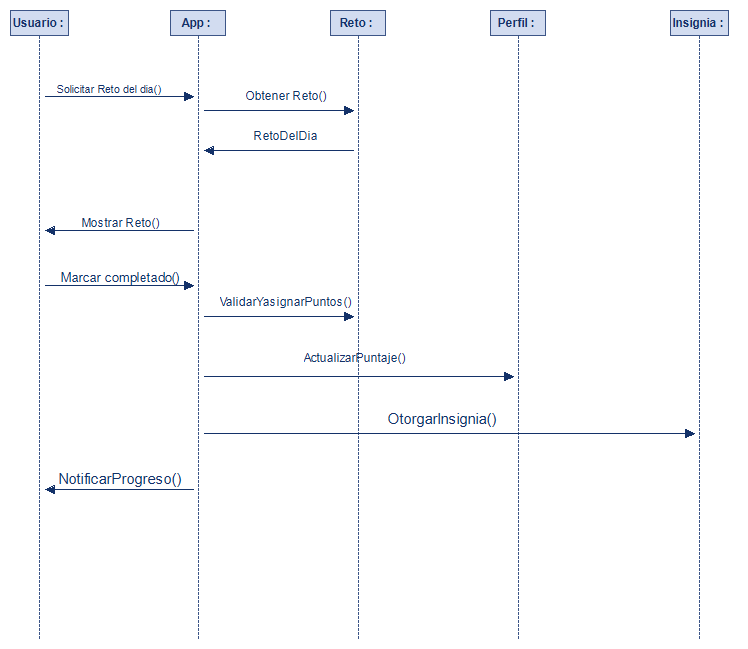 Usuario :
App :
Reto :
Perfil :
Insignia :
Solicitar Reto del dia()
Obtener Reto()
RetoDelDia
Mostrar Reto()
Marcar completado()
ValidarYasignarPuntos()
ActualizarPuntaje()
OtorgarInsignia()
NotificarProgreso()